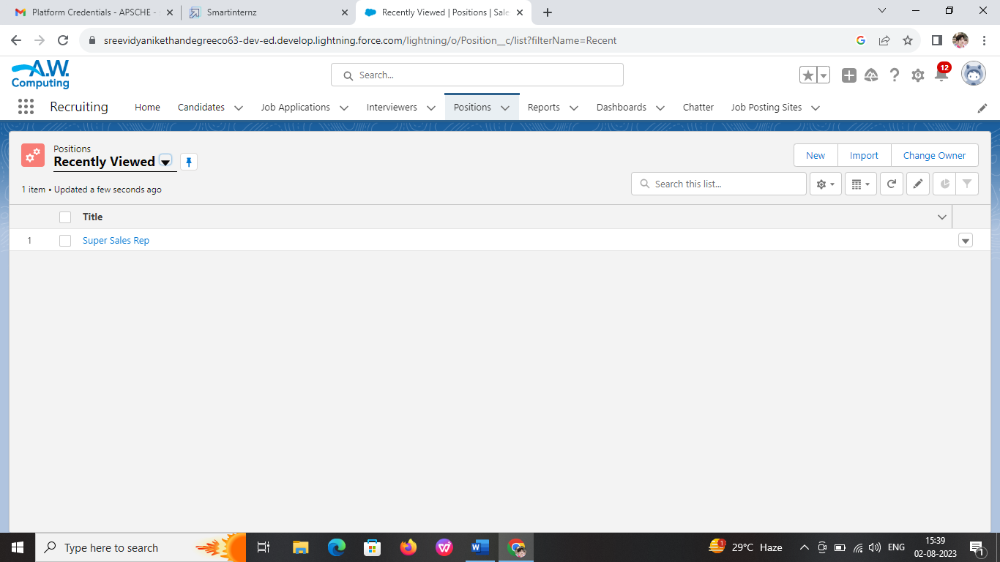 Platform Credentials - APSCHE -
Smartinternz
Recently Viewed | Positions | Sale
sreevidyanikethandegreeco63-dev-ed.develop.lightning.force.com/lightning/o/Position__c/list?filterName=Recent
A.W.
Computing
Search...
12
Recruiting
Home
Candidates
Job Applications
Interviewers
Positions
Reports
Dashboards
Chatter
Job Posting Sites
Positions
Recently Viewed
New
Import
Change Owner
1 item • Updated a few seconds ago
Search this list...
Title
1
Super Sales Rep
Type here to search
1
29°C Haze
ENG
15:39
02-08-2023
1